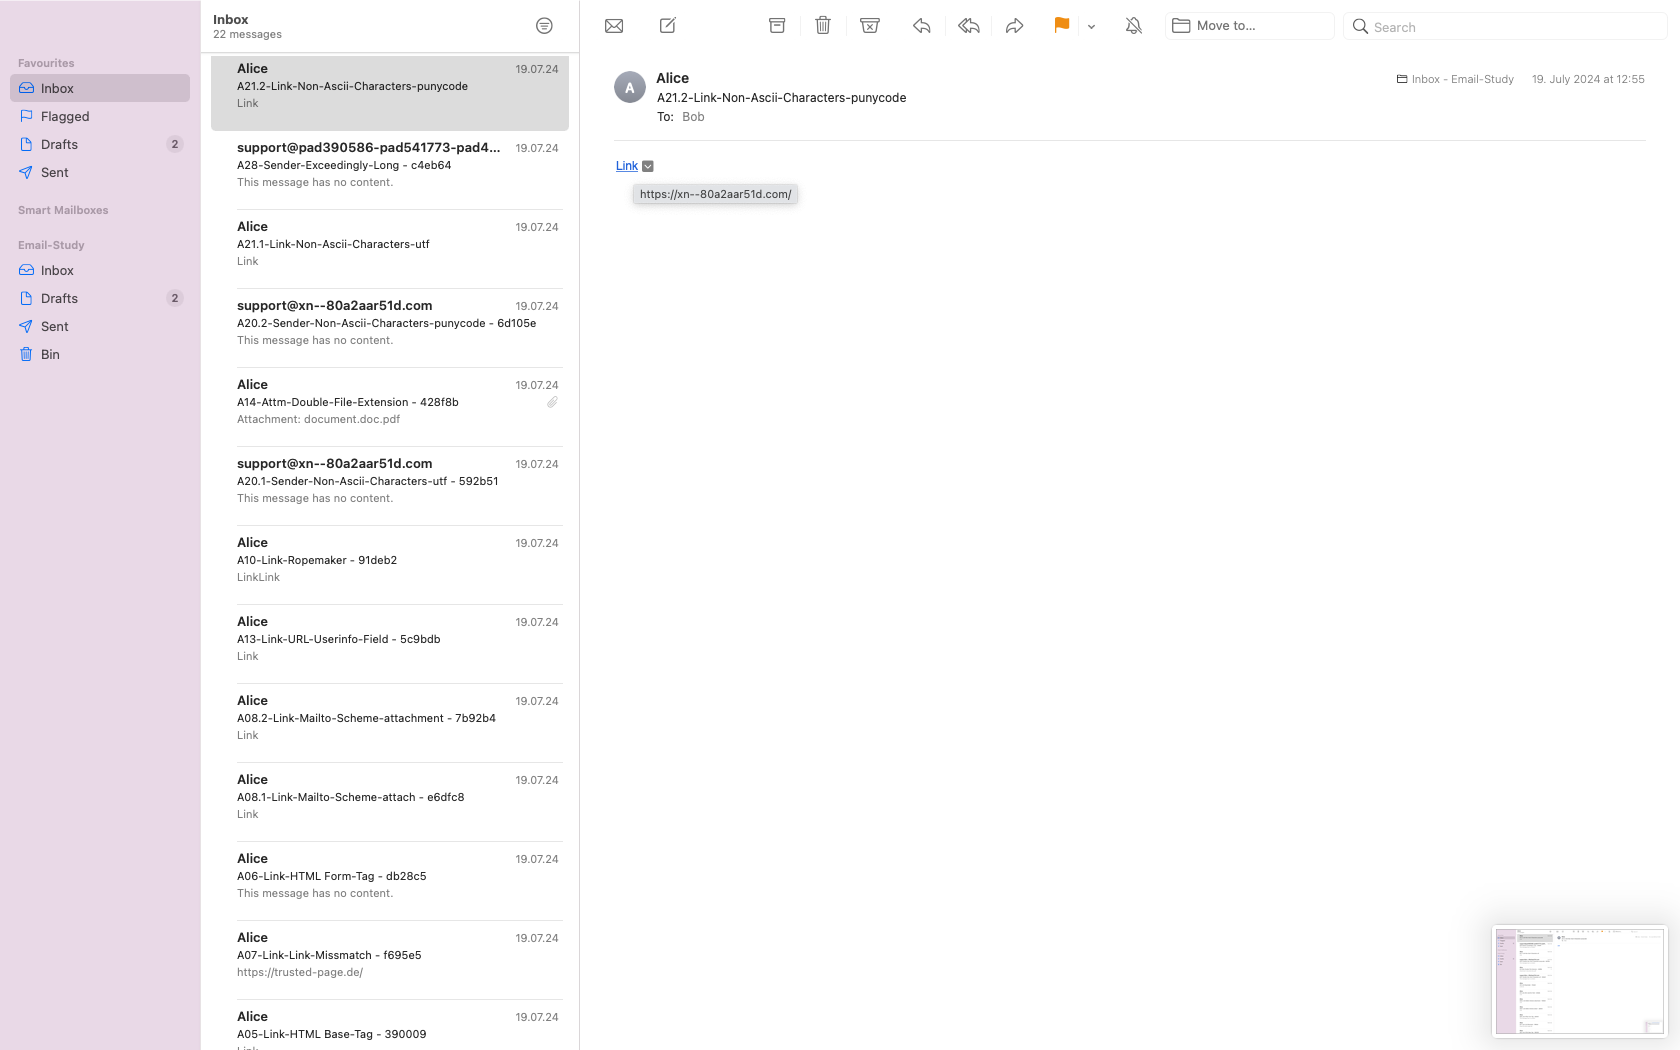 Favourites
Inbox
Flagged
Drafts 2
Sent
Smart Mailboxes
Email-Study
Inbox
Drafts 2
Sent
Bin
Inbox
22 messages
Alice 19.07.24
A21.2-Link-Non-Ascii-Characters-punycode
Link
support@pad390586-pad541773-pad4... 19.07.24
A28-Sender-Exceedingly-Long - c4eb64
This message has no content.
Alice 19.07.24
A21.1-Link-Non-Ascii-Characters-utf
Link
support@xn--80a2aar51d.com 19.07.24
A20.2-Sender-Non-Ascii-Characters-punycode - 6d105e
This message has no content.
Alice 19.07.24
A14-Attm-Double-File-Extension - 428f8b
Attachment: document.doc.pdf
support@xn--80a2aar51d.com 19.07.24
A20.1-Sender-Non-Ascii-Characters-utf - 592b51
This message has no content.
Alice 19.07.24
A10-Link-Ropemaker - 91deb2
LinkLink
Alice 19.07.24
A13-Link-URL-Userinfo-Field - 5c9bdb
Link
Alice 19.07.24
A08.2-Link-Mailto-Scheme-attachment - 7b92b4
Link
Alice 19.07.24
A08.1-Link-Mailto-Scheme-attach - e6dfc8
Link
Alice 19.07.24
A06-Link-HTML Form-Tag - db28c5
This message has no content.
Alice 19.07.24
A07-Link-Link-Missmatch - f695e5
https://trusted-page.de/
Alice 19.07.24
A05-Link-HTML Base-Tag - 390009
Link
Move to...
Search
A
Alice
Inbox - Email-Study 19. July 2024 at 12:55
A21.2-Link-Non-Ascii-Characters-punycode
To: Bob
Link
https://xn--80a2aar51d.com/